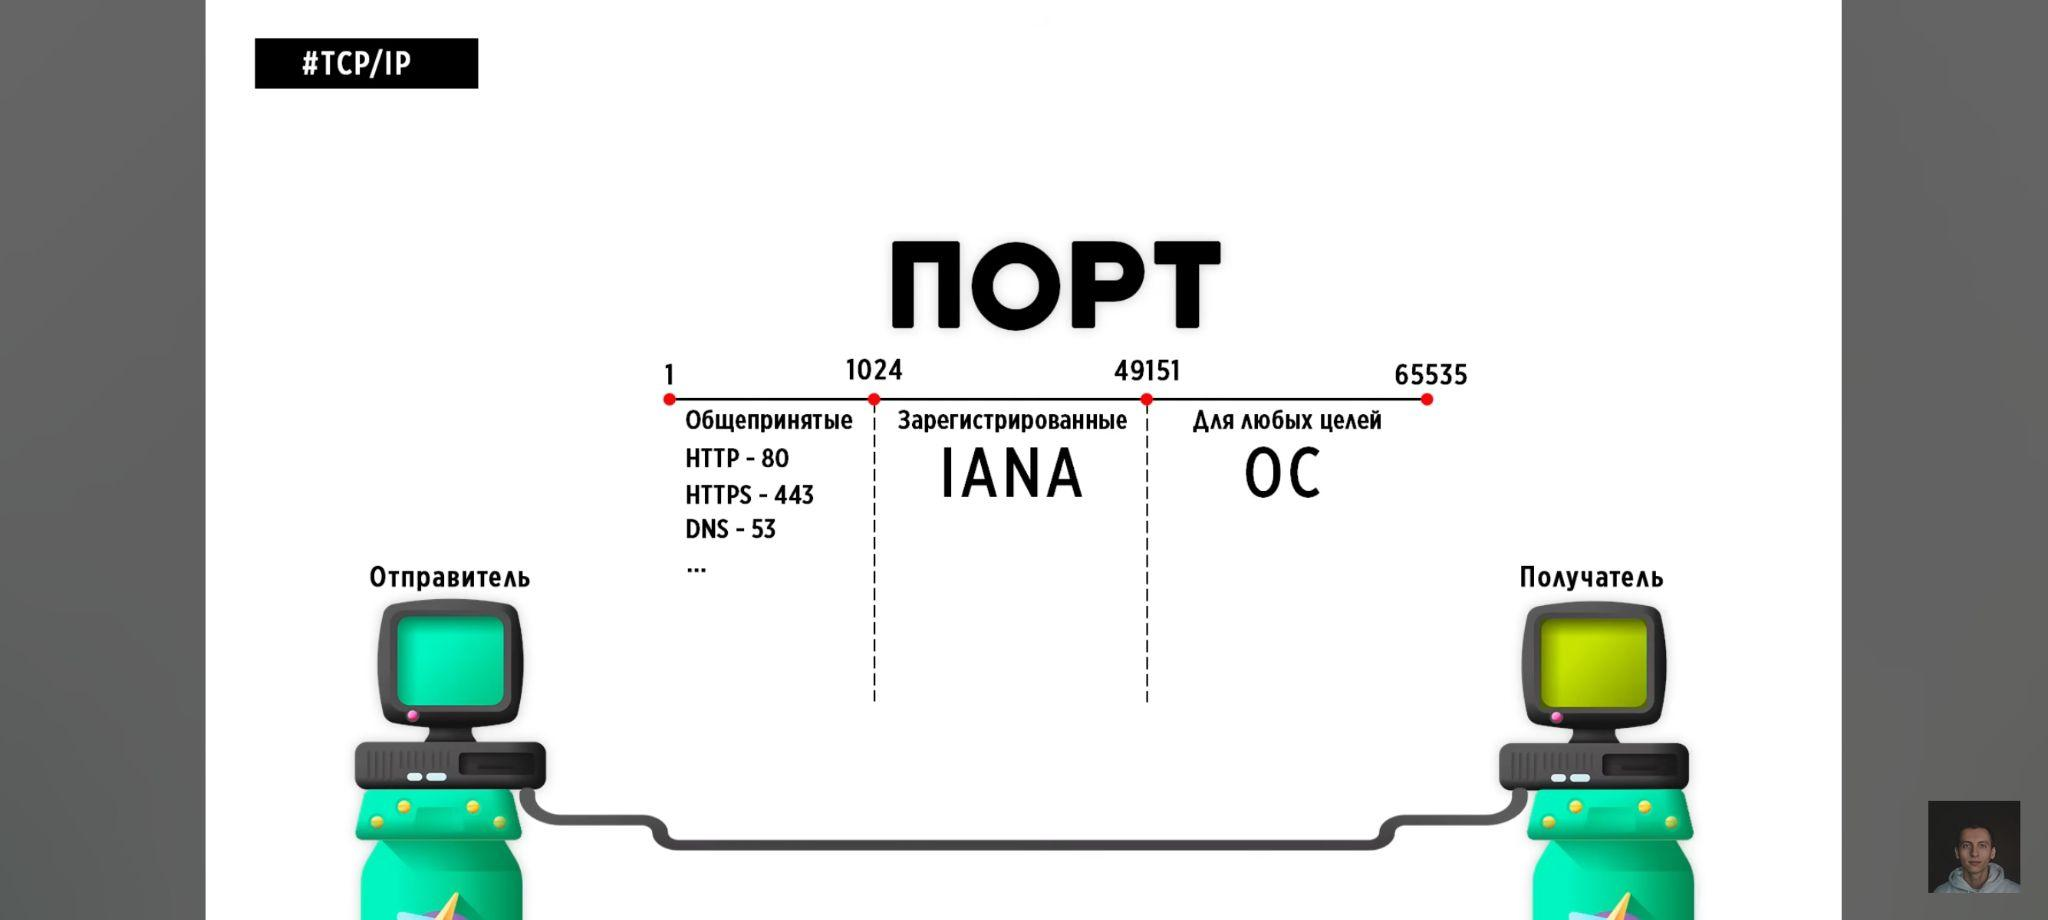 #TCP/IP
ПОРТ
1 1024 49151 65535
Общепринятые Зарегистрированные Для любых целей
HTTP - 80 IANA ОС
HTTPS - 443
DNS - 53
...
Отправитель Получатель